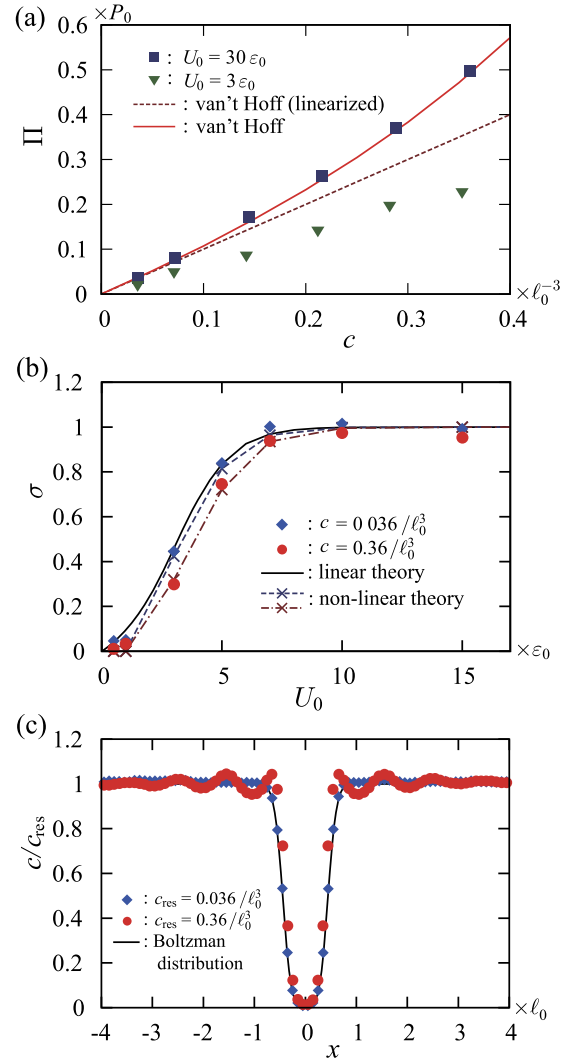 (a)
×P₀
0.6
0.5
0.4
0.3
0.2
0.1
0
Π
: U₀ = 30 ε₀
: U₀ = 3 ε₀
: van't Hoff (linearized)
: van't Hoff
0 0.1 0.2 0.3 0.4
×ℓ₀⁻³
c
(b)
1.2
1
0.8
0.6
0.4
0.2
0
σ
: c = 0 036/ℓ₀³
: c = 0.36/ℓ₀³
: linear theory
: non-linear theory
0 5 10 15
×ε₀
U₀
(c)
1.2
1
0.8
0.6
0.4
0.2
0
c/c_res
: c_res = 0.036/ℓ₀³
: c_res = 0.36/ℓ₀³
: Boltzman
distribution
-4 -3 -2 -1 0 1 2 3 4
×ℓ₀
x